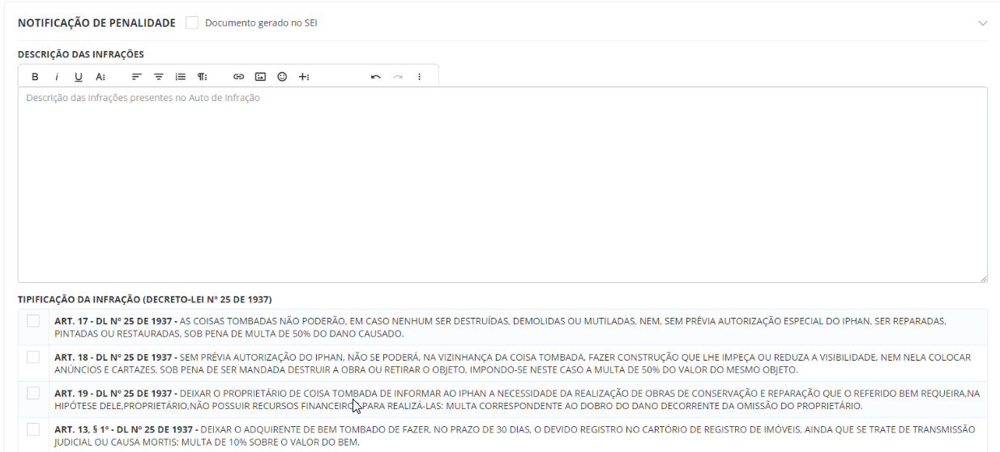 NOTIFICAÇÃO DE PENALIDADE Documento gerado no SEI
DESCRIÇÃO DAS INFRAÇÕES
B i U A
Descrição das infrações presentes no Auto de Infração
TIPIFICAÇÃO DA INFRAÇÃO (DECRETO-LEI Nº 25 DE 1937)
ART. 17 - DL Nº 25 DE 1937 - AS COISAS TOMBADAS NÃO PODERÃO, EM CASO NENHUM SER DESTRUÍDAS, DEMOLIDAS OU MUTILADAS, NEM, SEM PRÉVIA AUTORIZAÇÃO ESPECIAL DO IPHAN, SER REPARADAS,
PINTADAS OU RESTAURADAS, SOB PENA DE MULTA DE 50% DO DANO CAUSADO.
ART. 18 - DL Nº 25 DE 1937 - SEM PRÉVIA AUTORIZAÇÃO DO IPHAN, NÃO SE PODERÁ, NA VIZINHANÇA DA COISA TOMBADA, FAZER CONSTRUÇÃO QUE LHE IMPEÇA OU REDUZA A VISIBILIDADE, NEM NELA COLOCAR
ANÚNCIOS E CARTAZES, SOB PENA DE SER MANDADA DESTRUIR A OBRA OU RETIRAR O OBJETO, IMPONDO-SE NESTE CASO A MULTA DE 50% DO VALOR DO MESMO OBJETO.
ART. 19 - DL Nº 25 DE 1937 - DEIXAR O PROPRIETÁRIO DE COISA TOMBADA DE INFORMAR AO IPHAN A NECESSIDADE DA REALIZAÇÃO DE OBRAS DE CONSERVAÇÃO E REPARAÇÃO QUE O REFERIDO BEM REQUEIRA,NA
HIPÓTESE DELE,PROPRIETÁRIO,NÃO POSSUIR RECURSOS FINANCEIROS PARA REALIZÁ-LAS: MULTA CORRESPONDENTE AO DOBRO DO DANO DECORRENTE DA OMISSÃO DO PROPRIETÁRIO.
ART. 13, § 1º - DL Nº 25 DE 1937 - DEIXAR O ADQUIRENTE DE BEM TOMBADO DE FAZER, NO PRAZO DE 30 DIAS, O DEVIDO REGISTRO NO CARTÓRIO DE REGISTRO DE IMÓVEIS, AINDA QUE SE TRATE DE TRANSMISSÃO
JUDICIAL OU CAUSA MORTIS: MULTA DE 10% SOBRE O VALOR DO BEM.